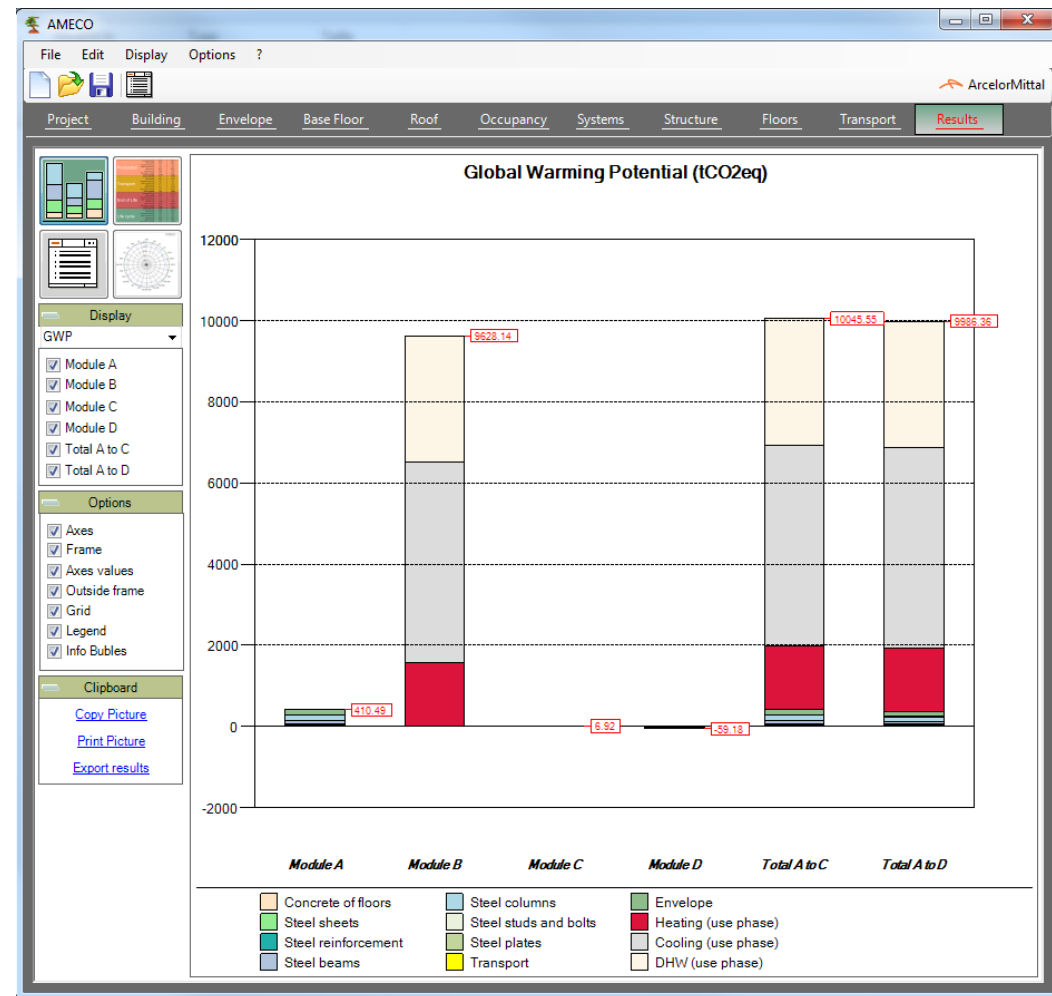 AMECO
File Edit Display Options ?
ArcelorMittal
Project Building Envelope Base Floor Roof Occupancy Systems Structure Floors Transport Results
Global Warming Potential (tCO2eq)
12000
10000
8000
6000
4000
2000
0
-2000
410.49
9628.14
6.92
-59.18
10045.55
9986.36
Module A Module B Module C Module D Total A to C Total A to D
Concrete of floors Steel columns Envelope
Steel sheets Steel studs and bolts Heating (use phase)
Steel reinforcement Steel plates Cooling (use phase)
Steel beams Transport DHW (use phase)
Display
GWP
Module A
Module B
Module C
Module D
Total A to C
Total A to D
Options
Axes
Frame
Axes values
Outside frame
Grid
Legend
Info Bubles
Clipboard
Copy Picture
Print Picture
Export results